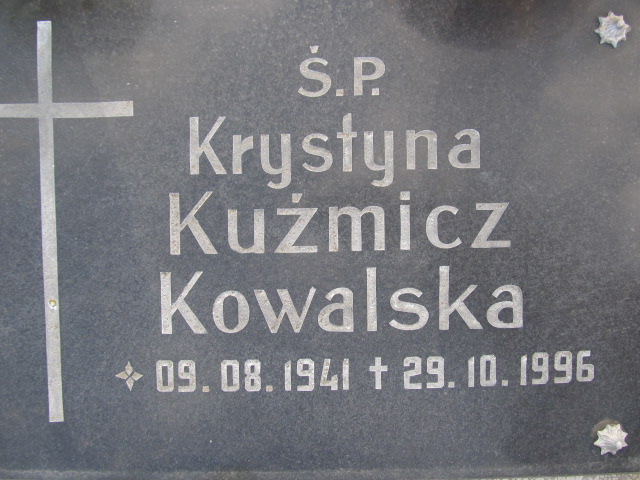 Ś.P.
Krystyna
Kuźmicz
Kowalska
09.08.1941 ✝ 29.10.1996